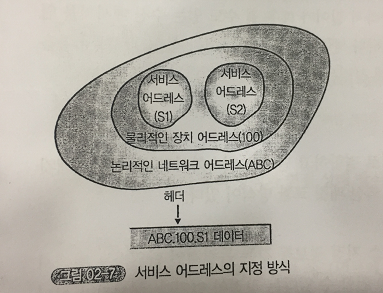 서비스
어드레스
(S1)
서비스
어드레스
(S2)
물리적인 장치 어드레스(100)
논리적인 네트워크 어드레스(ABC)
헤더
ABC.100.S1 데이터
그림 02-7 서비스 어드레스의 지정 방식